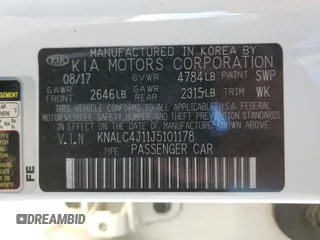 MANUFACTURED IN KOREA BY
KIA MOTORS CORPORATION
08/17 GVWR 4784LB PAINT SWP
GAWR FRONT 2646LB GAWR REAR 2315LB TRIM WK
THIS VEHICLE CONFORMS TO ALL APPLICABLE U.S.A FEDERAL
MOTOR VEHICLE SAFETY, BUMPER, AND THEFT PREVENTION
STANDARDS IN EFFECT ON THE DATE OF MANUFACTURE SHOWN ABOVE.
V.I.N KNALC4J11J5101178
TYPE PASSENGER CAR
FE
DREAM11D.COM